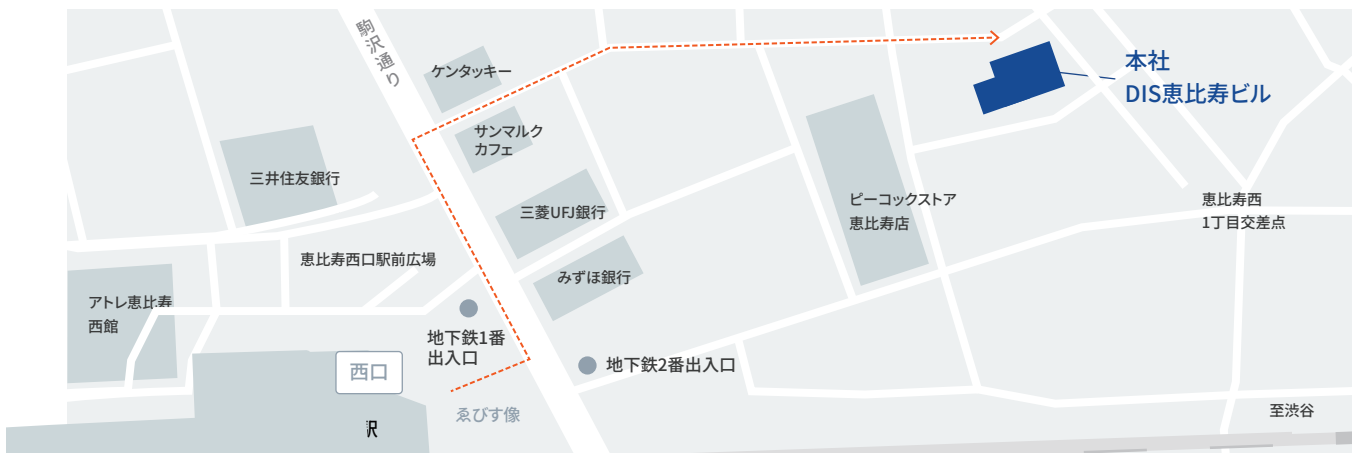 駒沢通り
ケンタッキー
本社
DIS恵比寿ビル
サンマルク
カフェ
三井住友銀行
三菱UFJ銀行
ピーコックストア
恵比寿店
恵比寿西
1丁目交差点
恵比寿西口駅前広場
みずほ銀行
アトレ恵比寿
西館
地下鉄1番
出入口
地下鉄2番出入口
西口
ゑびす像
駅
至渋谷